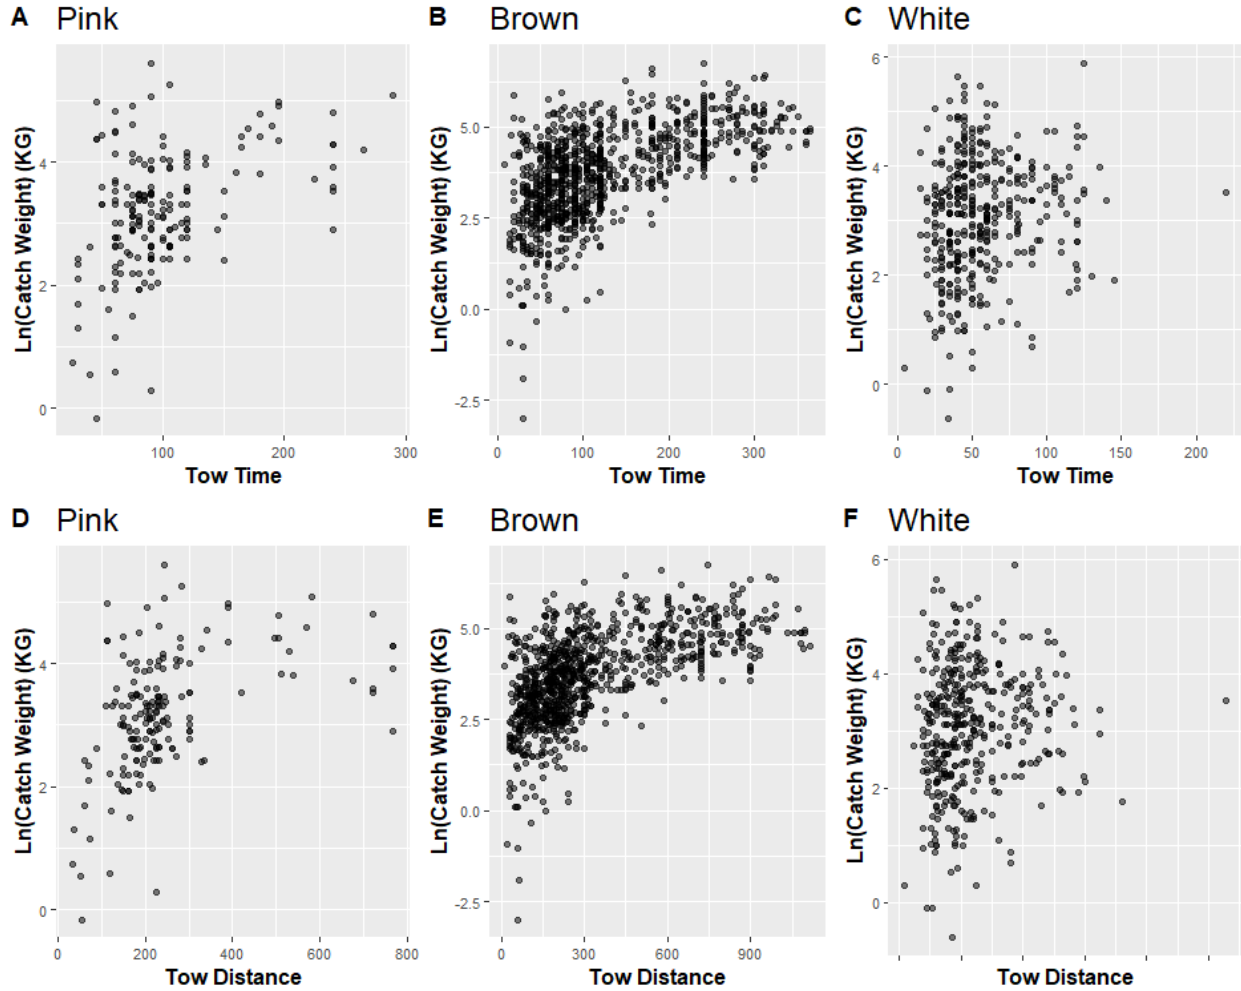 A Pink
B Brown
C White
Ln(Catch Weight) (KG)
4
2
0
100
200
300
Tow Time
Ln(Catch Weight) (KG)
5.0
2.5
0.0
-2.5
0
100
200
300
Tow Time
Ln(Catch Weight) (KG)
6
4
2
0
0
50
100
150
200
Tow Time
D Pink
E Brown
F White
Ln(Catch Weight) (KG)
4
2
0
0
200
400
600
800
Tow Distance
Ln(Catch Weight) (KG)
5.0
2.5
0.0
-2.5
0
300
600
900
Tow Distance
Ln(Catch Weight) (KG)
6
4
2
0
Tow Distance